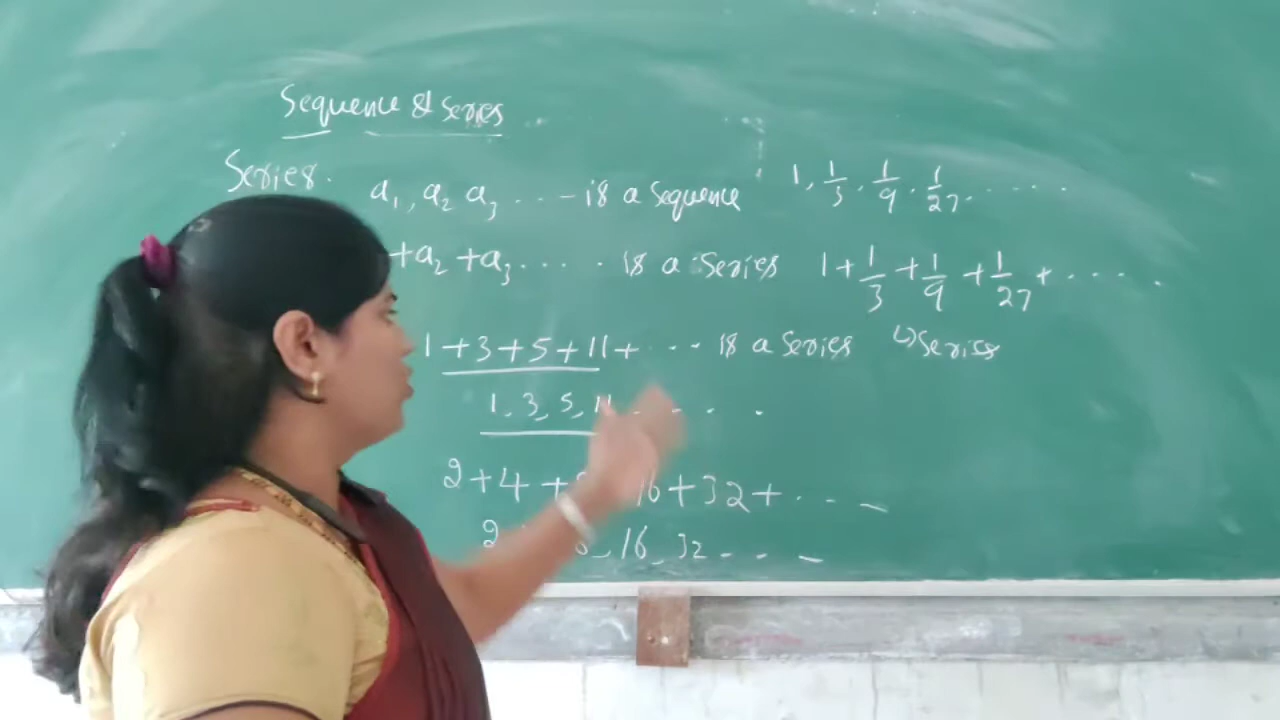 Sequence & Series
Series.
a₁, a₂ a₃ ... - is a Sequence 1, 1/3, 1/9, 1/27. .....
+a₂ +a₃ ..... is a Series 1 + 1/3 + 1/9 + 1/27 + .....
1 + 3 + 5 + 11 + ... is a Series Series
1, 3, 5, 11 ....
2 + 4 + 16 + 32 + ...
2 8, 16, 32 ...